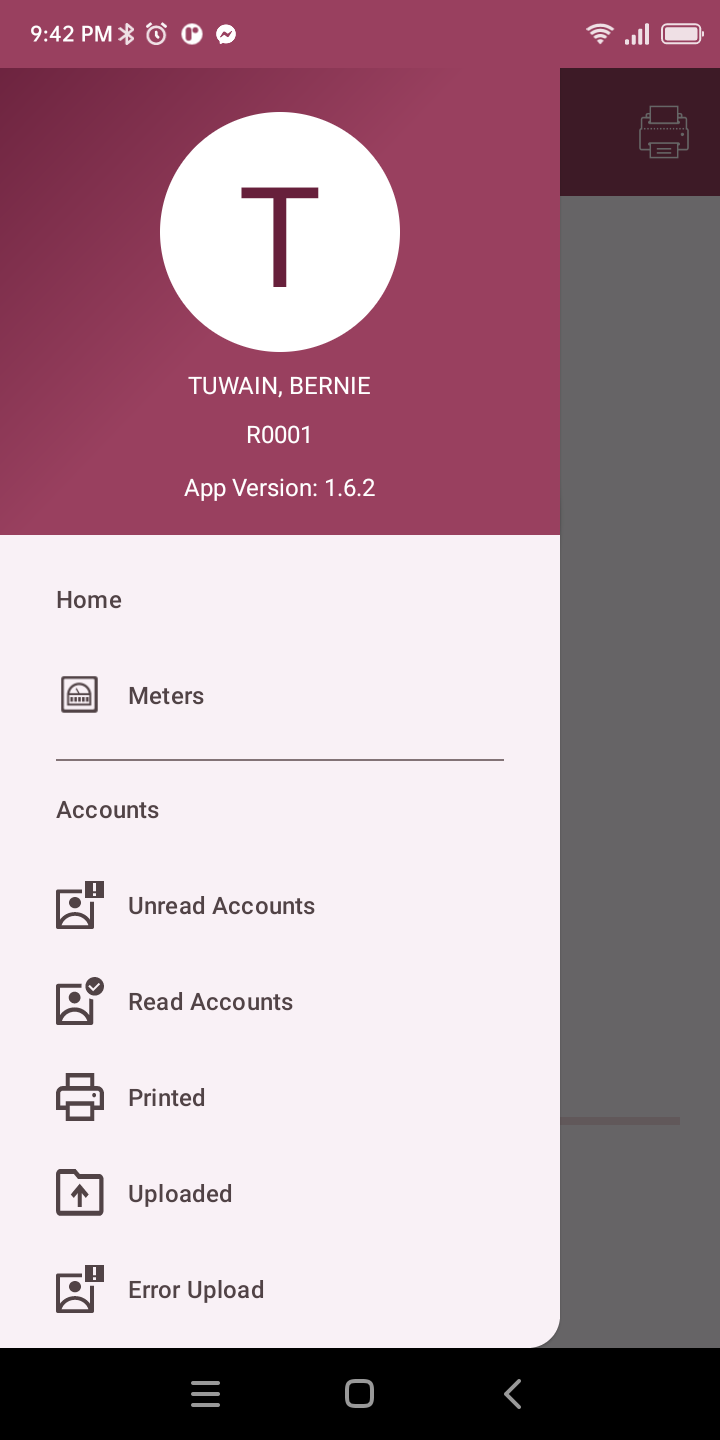 9:42 PM
T
TUWAIN, BERNIE
R0001
App Version: 1.6.2
Home
Meters
Accounts
Unread Accounts
Read Accounts
Printed
Uploaded
Error Upload